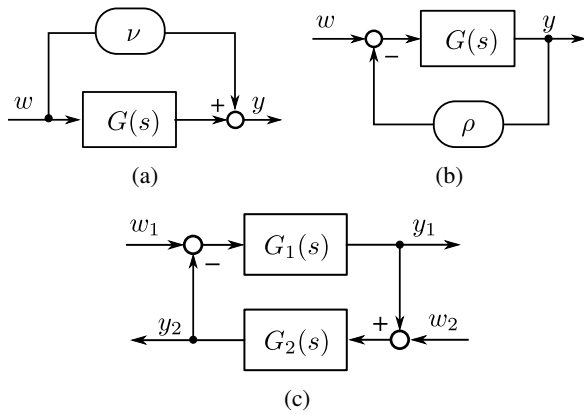 ν
w
G(s)
+
y
(a)
w
−
G(s)
y
ρ
(b)
w₁
−
G₁(s)
y₁
y₂
G₂(s)
+
w₂
(c)